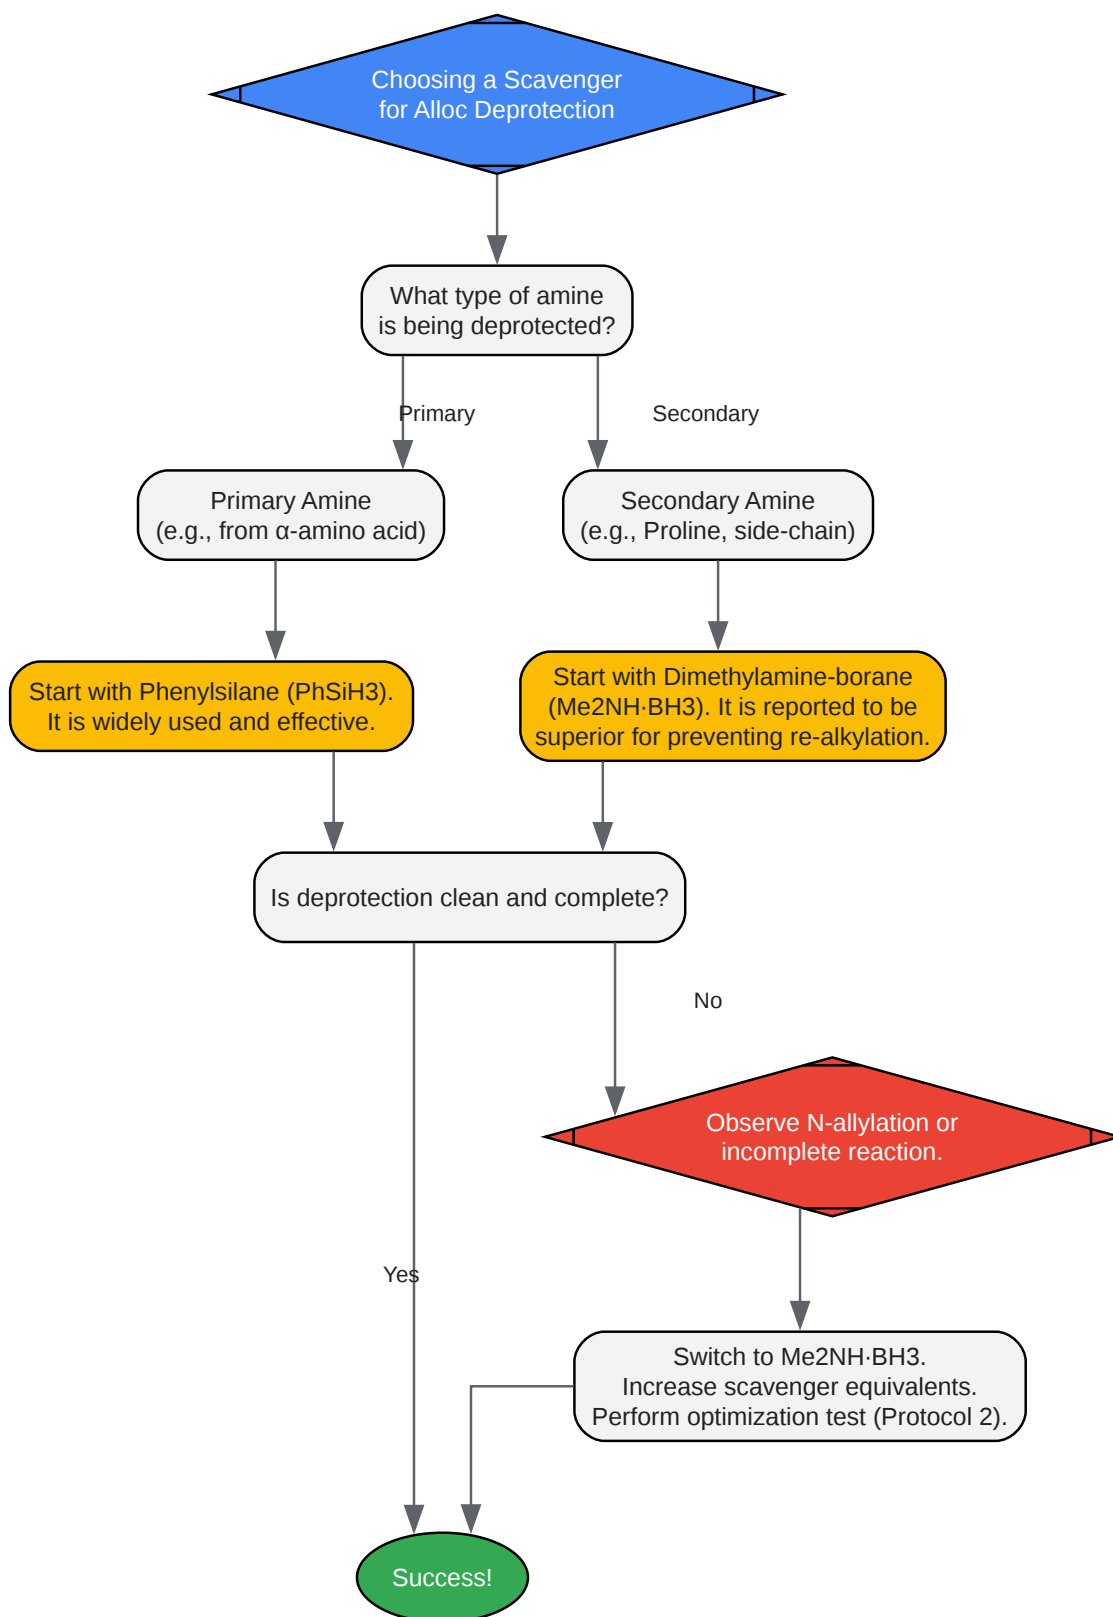 Choosing a Scavenger
for Alloc Deprotection
What type of amine
is being deprotected?
Primary
Secondary
Primary Amine
(e.g., from α-amino acid)
Secondary Amine
(e.g., Proline, side-chain)
Start with Phenylsilane (PhSiH3).
It is widely used and effective.
Start with Dimethylamine-borane
(Me2NH·BH3). It is reported to be
superior for preventing re-alkylation.
Is deprotection clean and complete?
No
Observe N-allylation or
incomplete reaction.
Yes
Switch to Me2NH·BH3.
Increase scavenger equivalents.
Perform optimization test (Protocol 2).
Success!